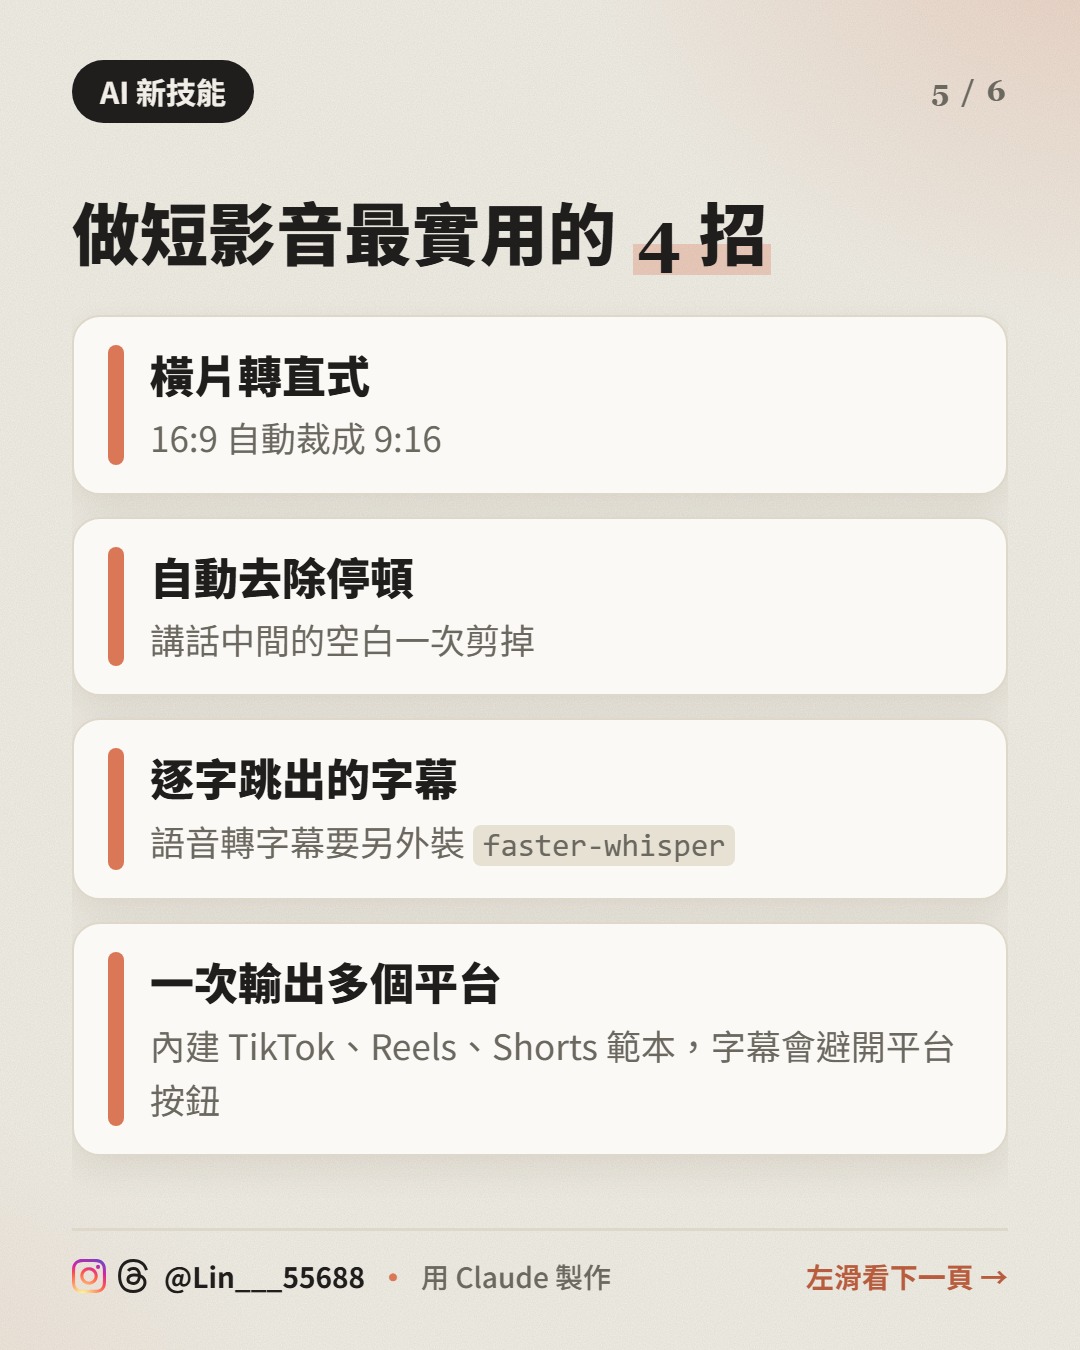 AI 新技能
5 / 6
做短影音最實用的 4 招
橫片轉直式
16:9 自動裁成 9:16
自動去除停頓
講話中間的空白一次剪掉
逐字跳出的字幕
語音轉字幕要另外裝 faster-whisper
一次輸出多個平台
內建 TikTok、Reels、Shorts 範本，字幕會避開平台
按鈕
@Lin___55688 • 用 Claude 製作
左滑看下一頁 →